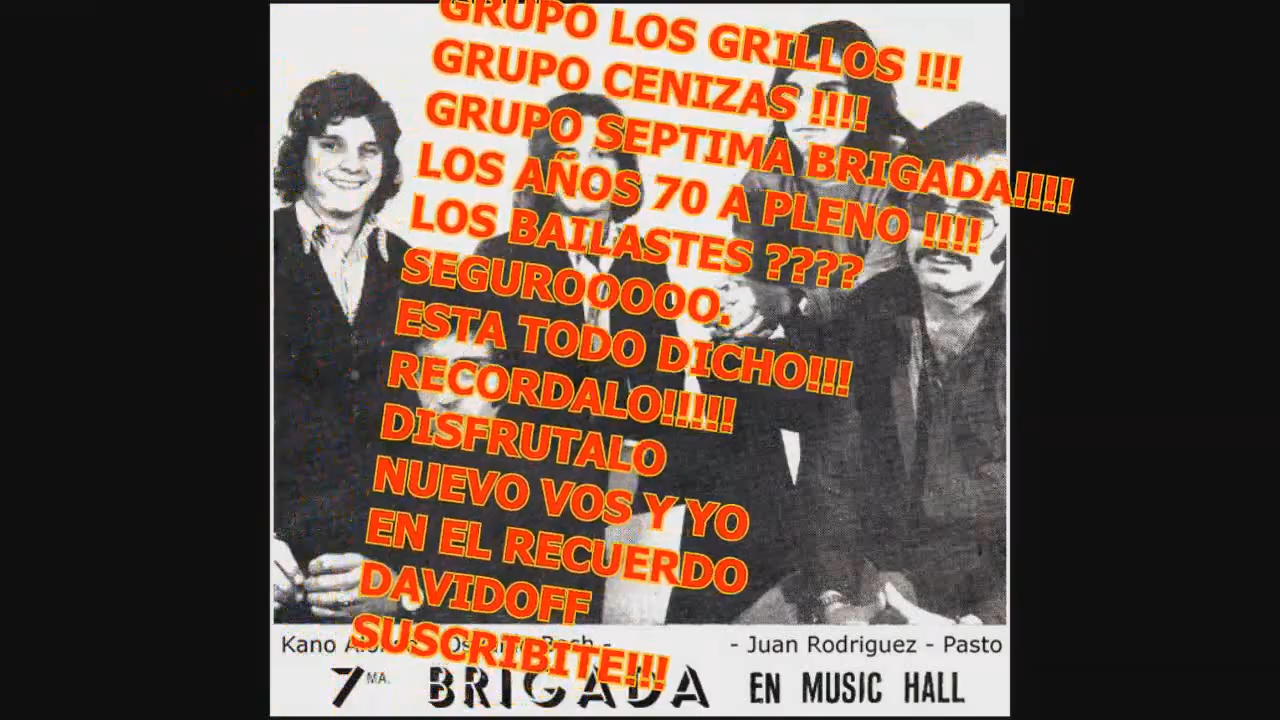 GRUPO LOS GRILLOS !!!
GRUPO CENIZAS !!!!
GRUPO SEPTIMA BRIGADA!!!!
LOS AÑOS 70 A PLENO !!!!
LOS BAILASTES ????
SEGUROOOOO.
ESTA TODO DICHO!!!
RECORDALO!!!!!
DISFRUTALO
NUEVO VOS Y YO
EN EL RECUERDO
DAVIDOFF
SUSCRIBITE!!!
Kano - - Juan Rodriguez - Pasto
7MA. BRIGADA EN MUSIC HALL